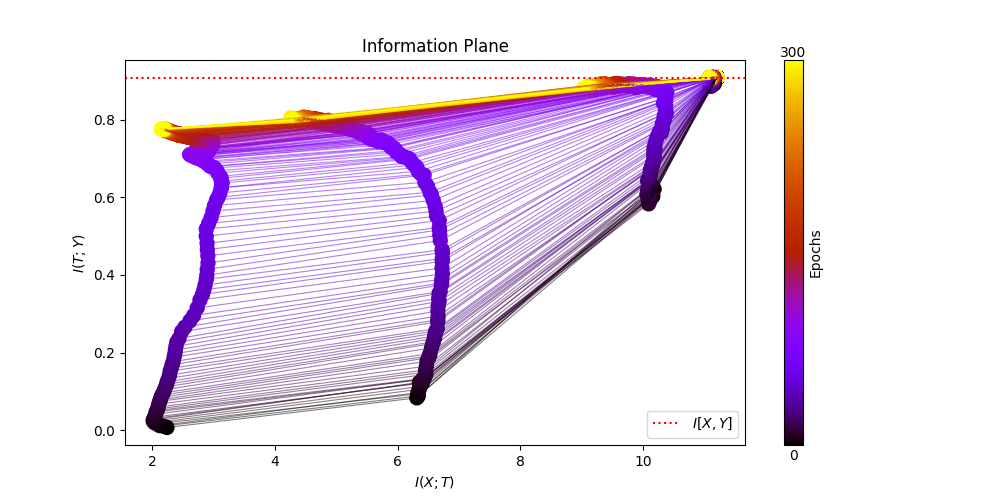 Information Plane
300
0.8
0.6
0.4
0.2
0.0
I(T; Y)
Epochs
I[X, Y]
0
2
4
6
8
10
I(X; T)